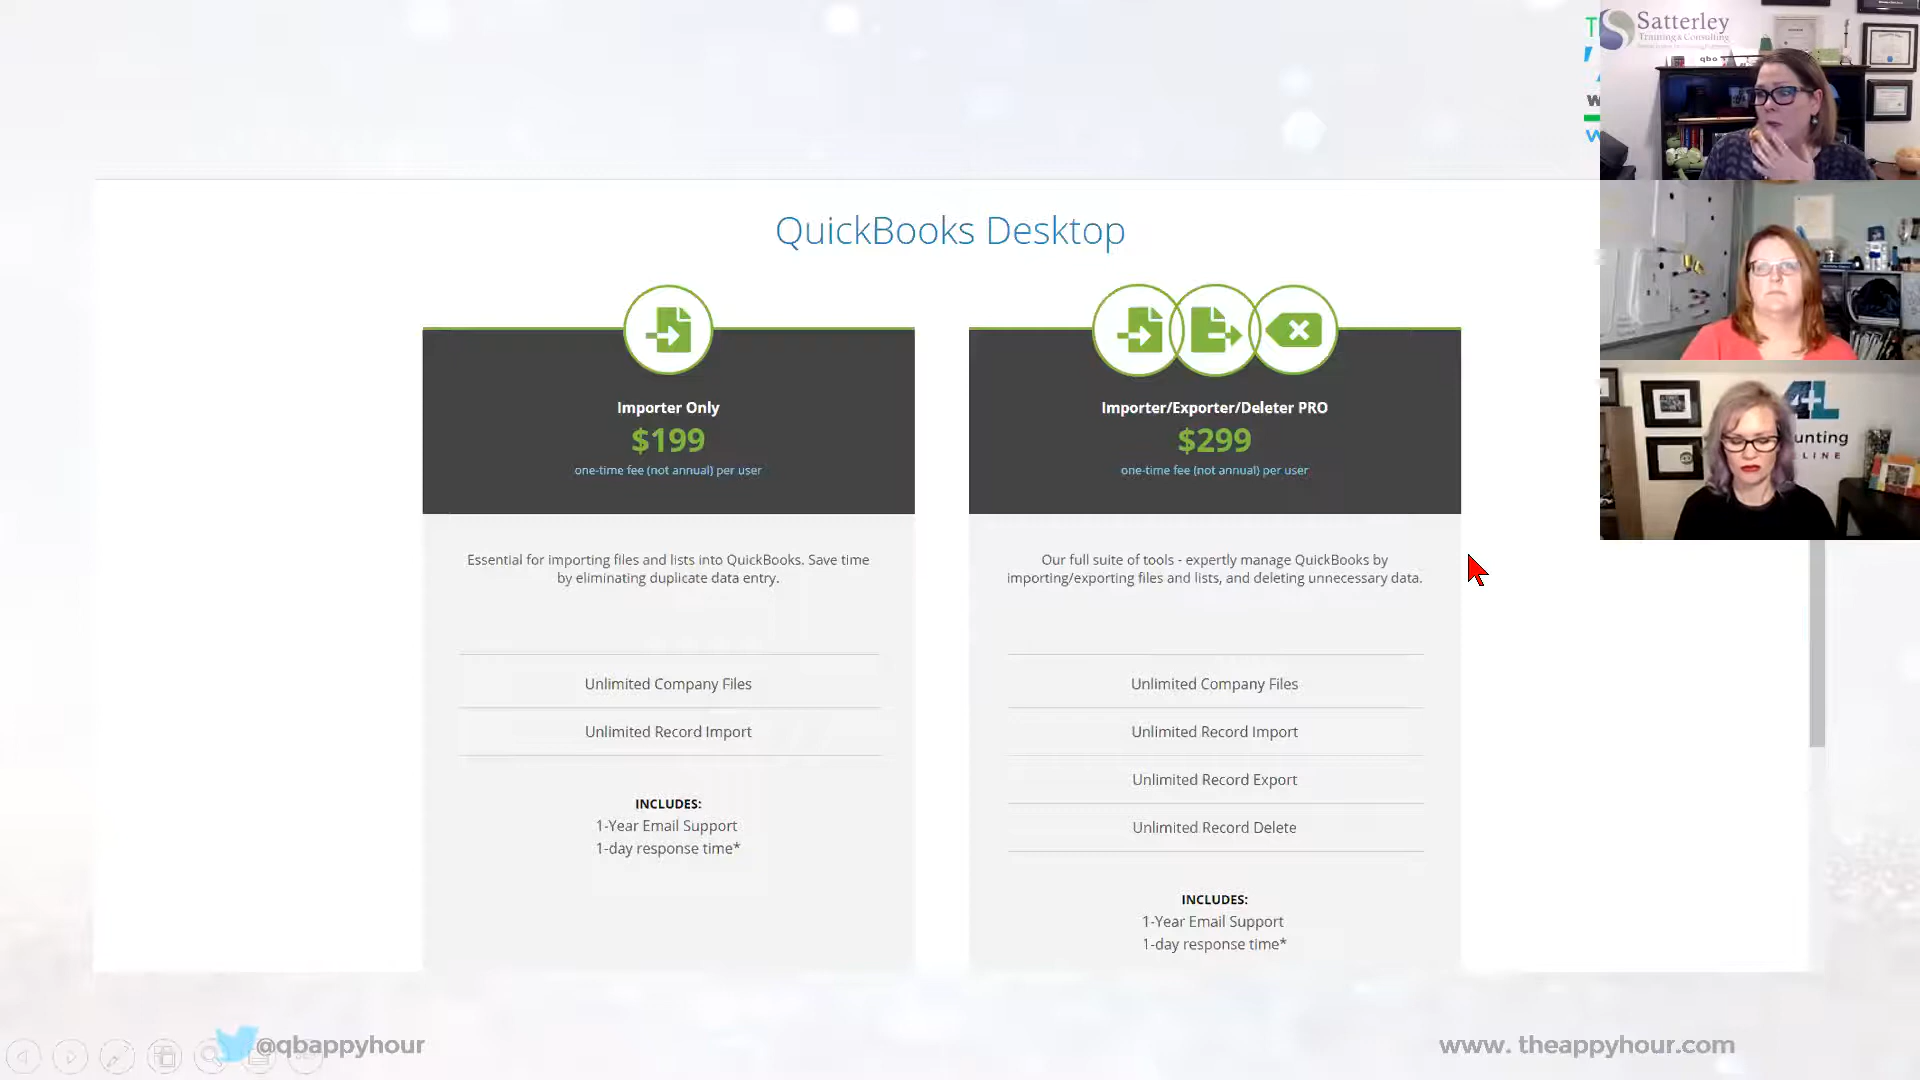 Satterley
Training & Consulting
qbo
T
W
W
QuickBooks Desktop
Importer Only
$199
one-time fee (not annual) per user
Essential for importing files and lists into QuickBooks. Save time
by eliminating duplicate data entry.
Unlimited Company Files
Unlimited Record Import
INCLUDES:
1-Year Email Support
1-day response time*
Importer/Exporter/Deleter PRO
$299
one-time fee (not annual) per user
Our full suite of tools - expertly manage QuickBooks by
importing/exporting files and lists, and deleting unnecessary data.
Unlimited Company Files
Unlimited Record Import
Unlimited Record Export
Unlimited Record Delete
INCLUDES:
1-Year Email Support
1-day response time*
A+L
unting
LINE
@qbappyhour
www. theappyhour.com